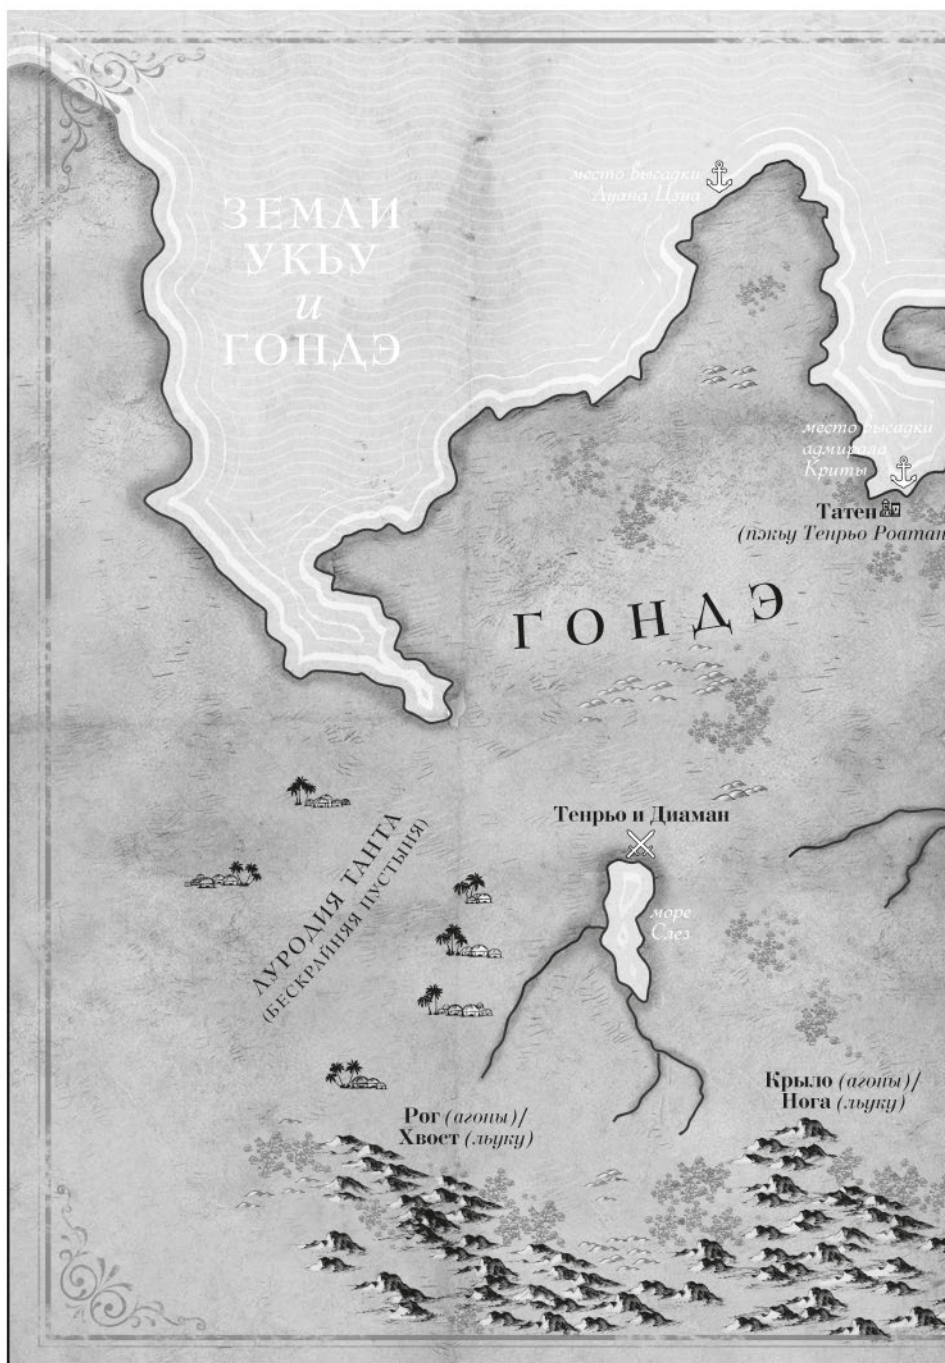 место высадки
Луана Цзиа
ЗЕМЛИ
УКЬУ
и
ГОНДЭ
место высадки
адмирала
Криты
Татен
(пэкьу Тенрьо Роатан
ГОНДЭ
Тенрьо и Диаман
море
Слез
ЛУРОДИЯ ТАНТА
(БЕСКРАЙНЯЯ ПУСТЫНЯ)
Крыло (агоны)/
Нога (льуку)
Рог (агоны)/
Хвост (льуку)